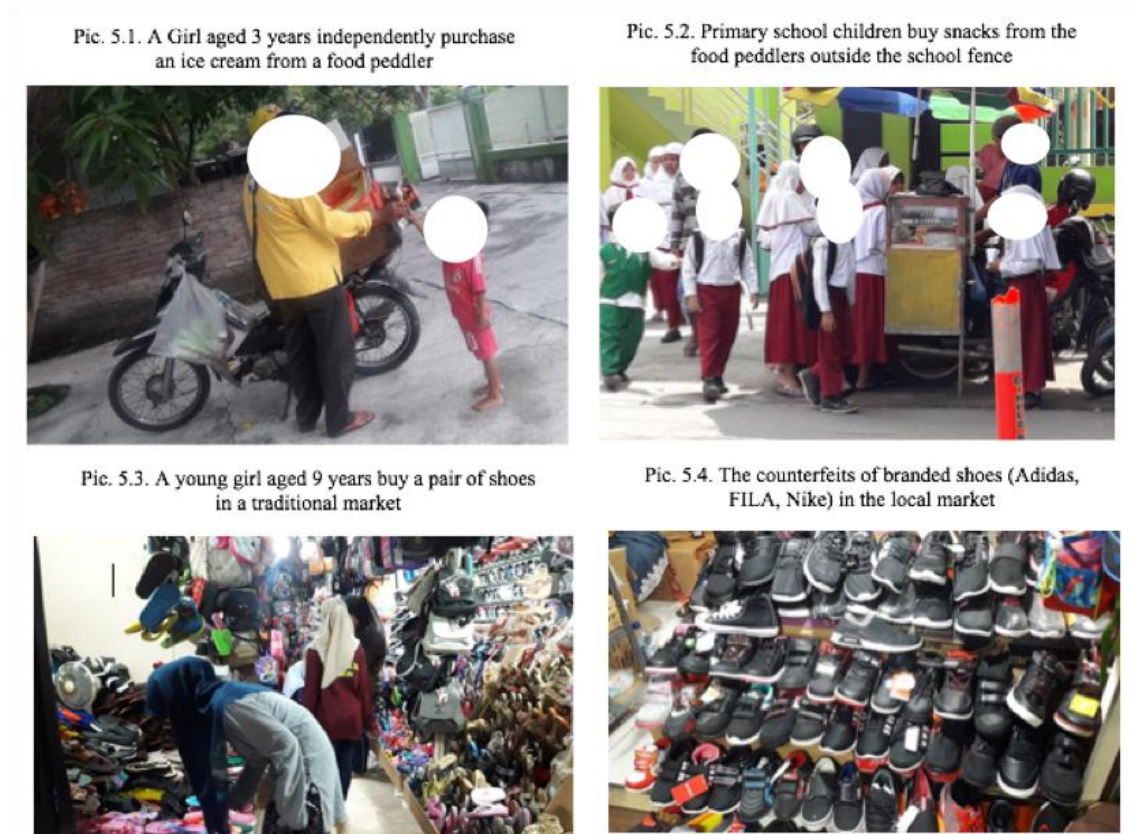 Pic. 5.1. A Girl aged 3 years independently purchase
an ice cream from a food peddler
Pic. 5.2. Primary school children buy snacks from the
food peddlers outside the school fence
Pic. 5.3. A young girl aged 9 years buy a pair of shoes
in a traditional market
Pic. 5.4. The counterfeits of branded shoes (Adidas,
FILA, Nike) in the local market